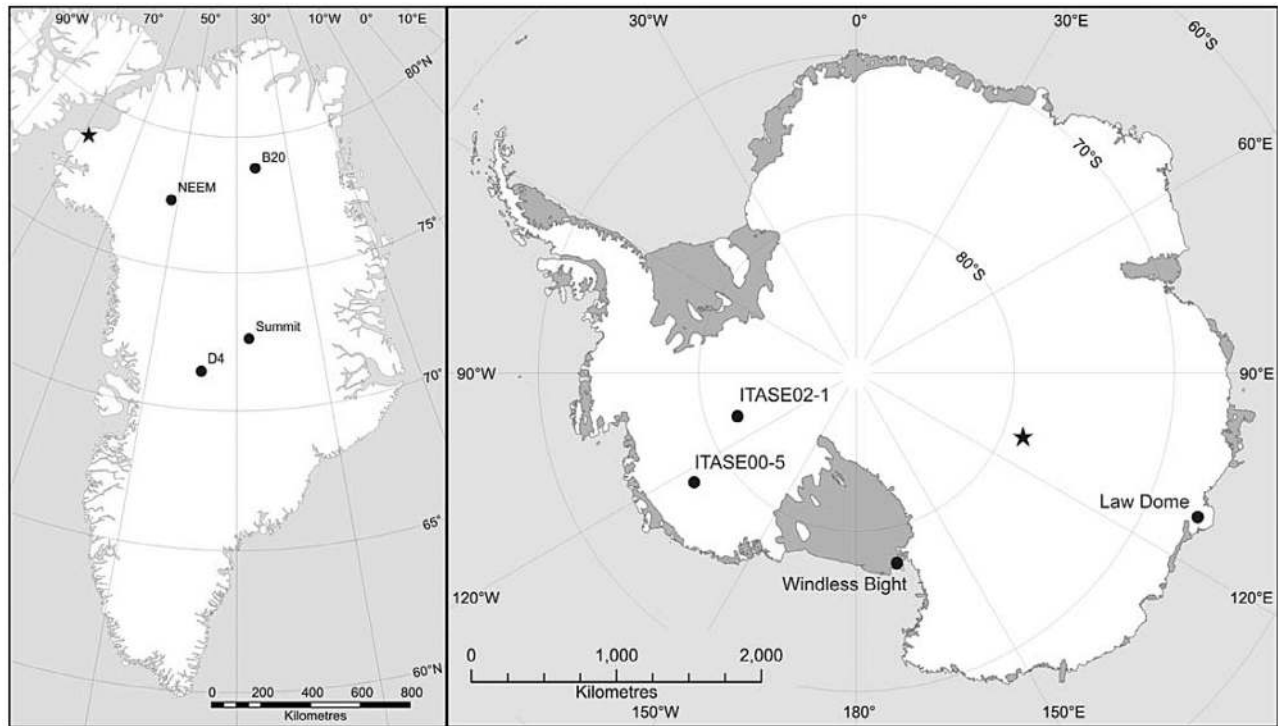 90°W 70° 50° 30° 10°W 0° 10°E
80°N
B20
NEEM
75°
Summit
D4
70°
65°
60°N
0 200 400 600 800
Kilometres
30°W 0° 30°E 60°S
60°E
70°S
80°S
90°W 90°E
ITASE02-1
ITASE00-5
Law Dome
Windless Bight
120°W 120°E
0 1,000 2,000
Kilometres
150°W 180° 150°E